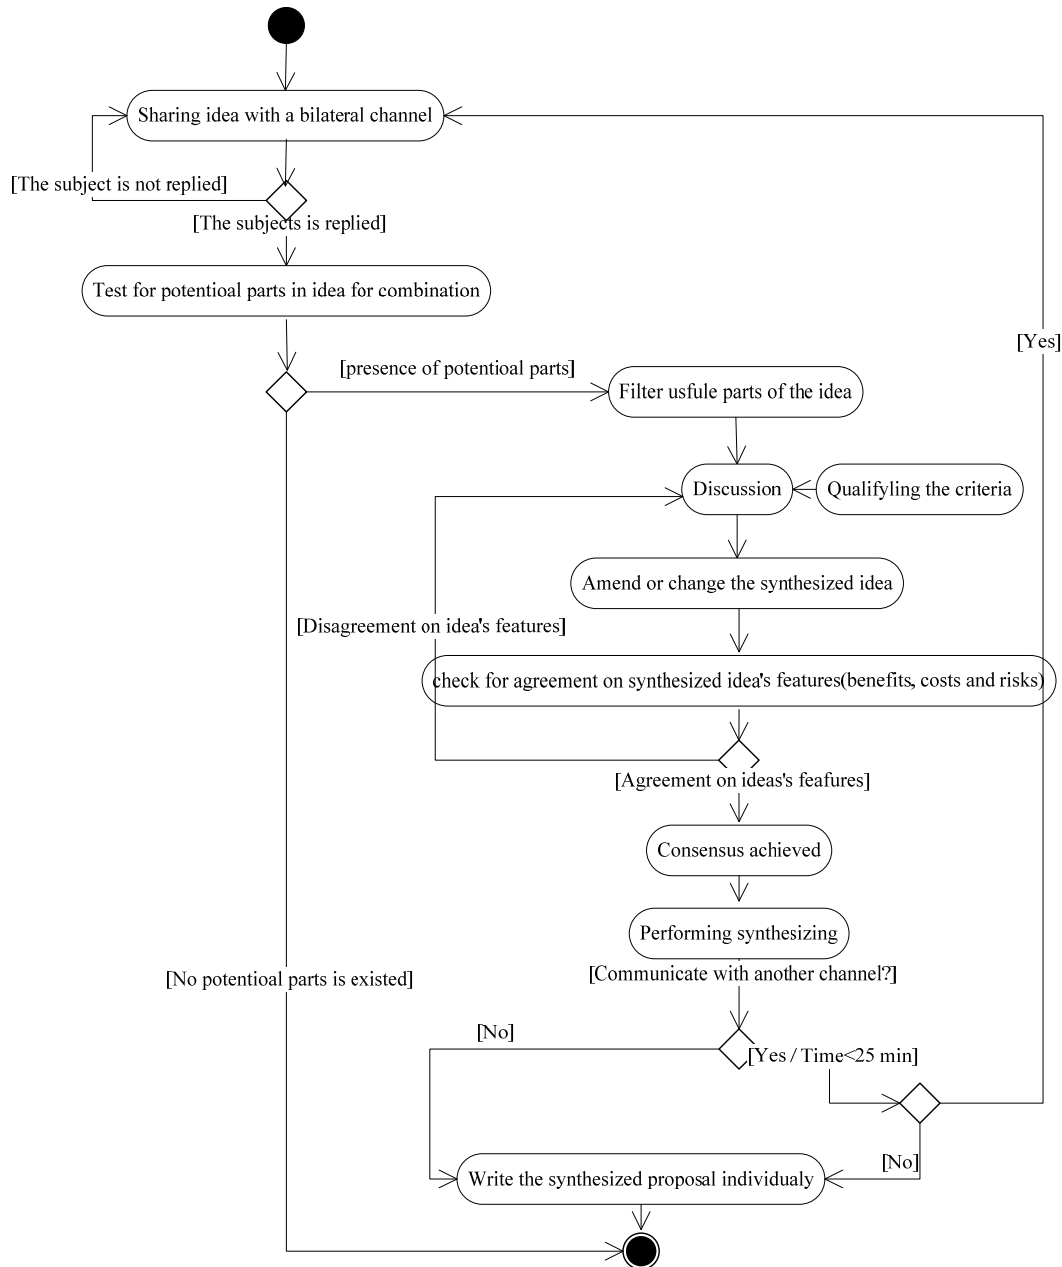 Sharing idea with a bilateral channel
[The subject is not replied]
[The subjects is replied]
Test for potentioal parts in idea for combination
[Yes]
[presence of potentioal parts]
Filter usfule parts of the idea
Discussion
Qualifyling the criteria
Amend or change the synthesized idea
[Disagreement on idea's features]
check for agreement on synthesized idea's features(benefits, costs and risks)
[Agreement on ideas's feafures]
Consensus achieved
Performing synthesizing
[No potentioal parts is existed]
[Communicate with another channel?]
[No]
[Yes / Time<25 min]
[No]
Write the synthesized proposal individualy